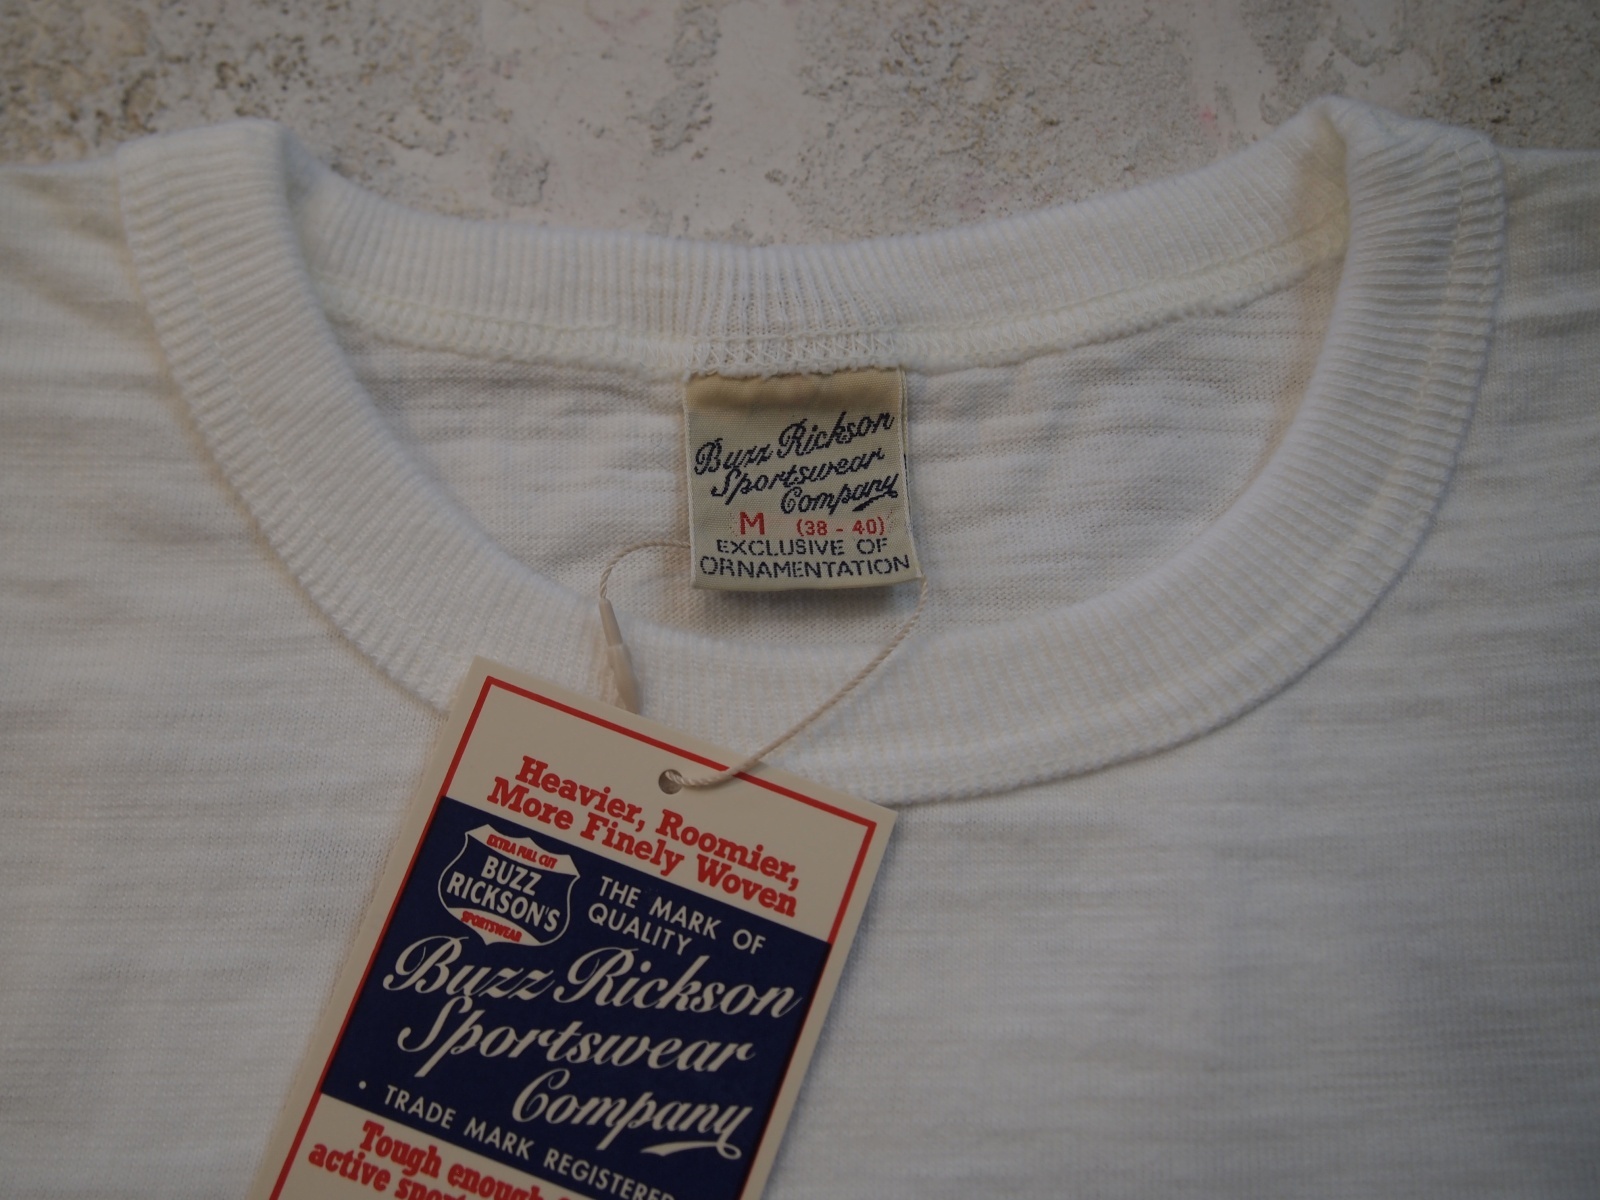 Buzz Rickson
Sportswear
Company
M (38 - 40)
EXCLUSIVE OF
ORNAMENTATION
Heavier, Roomier,
More Finely Woven
EXTRA FULL CUT
BUZZ
RICKSON'S
SPORTSWEAR
THE MARK OF
QUALITY
Buzz Rickson
Sportswear
Company
• TRADE MARK REGISTERED
Tough enough
active